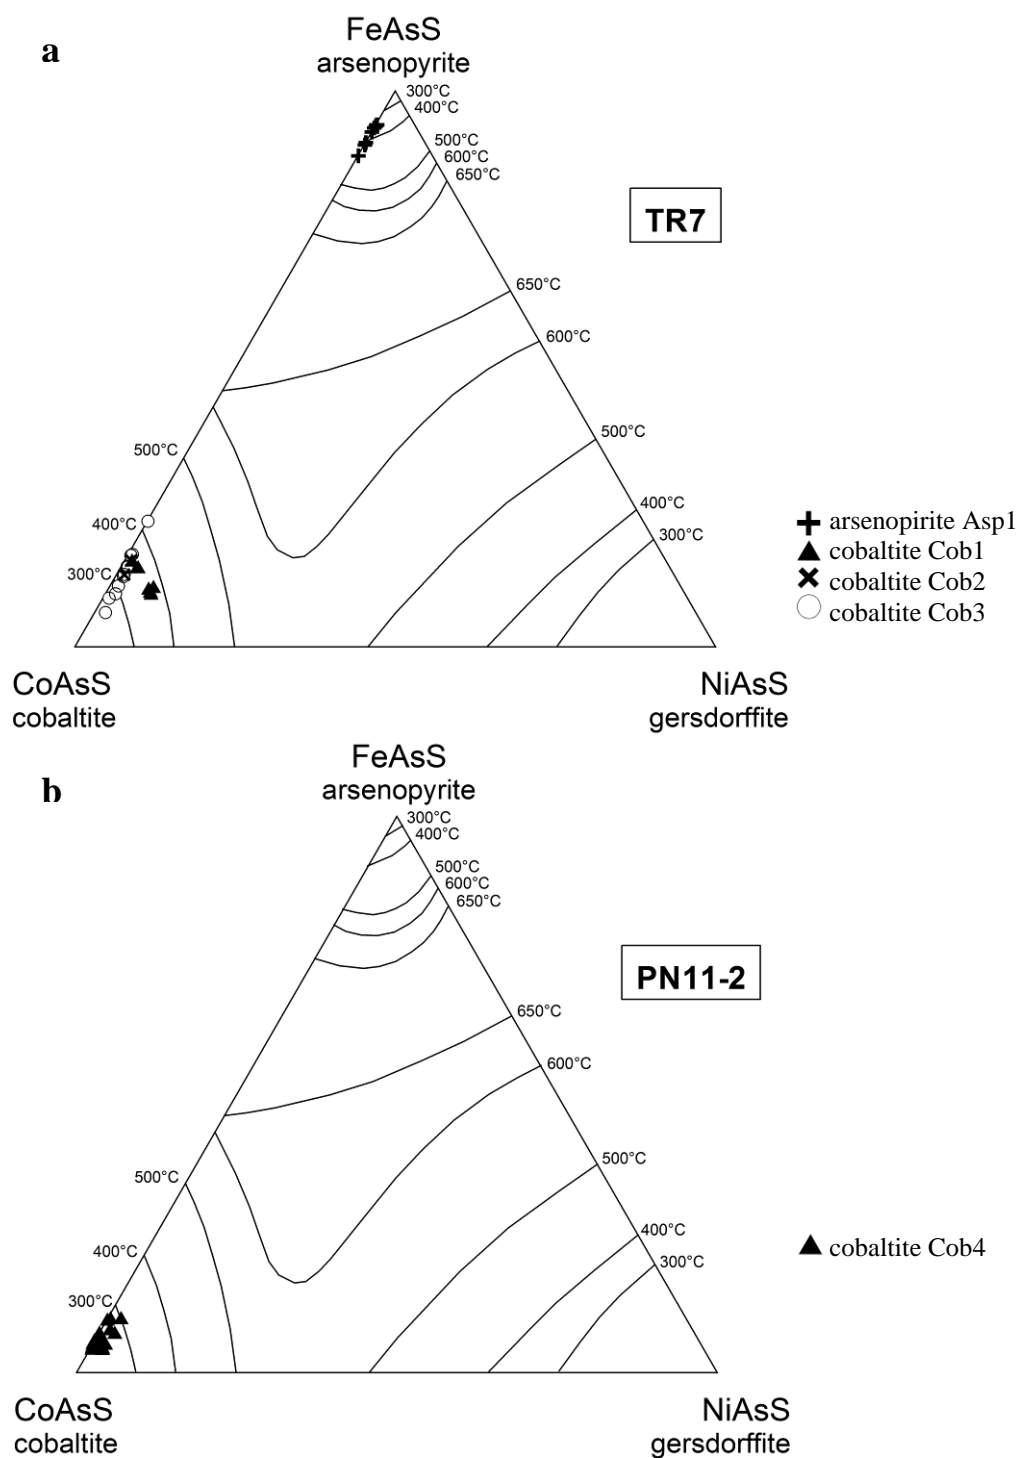 a
FeAsS
arsenopyrite
300°C
400°C
500°C
600°C
650°C
TR7
650°C
600°C
500°C
500°C
400°C
400°C
300°C
300°C
arsenopirite Asp1
cobaltite Cob1
cobaltite Cob2
cobaltite Cob3
CoAsS
cobaltite
NiAsS
gersdorffite
b
FeAsS
arsenopyrite
300°C
400°C
500°C
600°C
650°C
PN11-2
650°C
600°C
500°C
500°C
400°C
400°C
300°C
300°C
cobaltite Cob4
CoAsS
cobaltite
NiAsS
gersdorffite